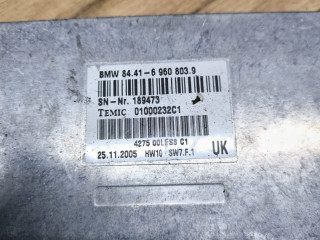 BMW 84.41-6 960 803.9
SN-Nr. 189473
TEMIC 01000232C1
4275 00LESS C1
25.11.2005 HW10 SW7.F.1 UK